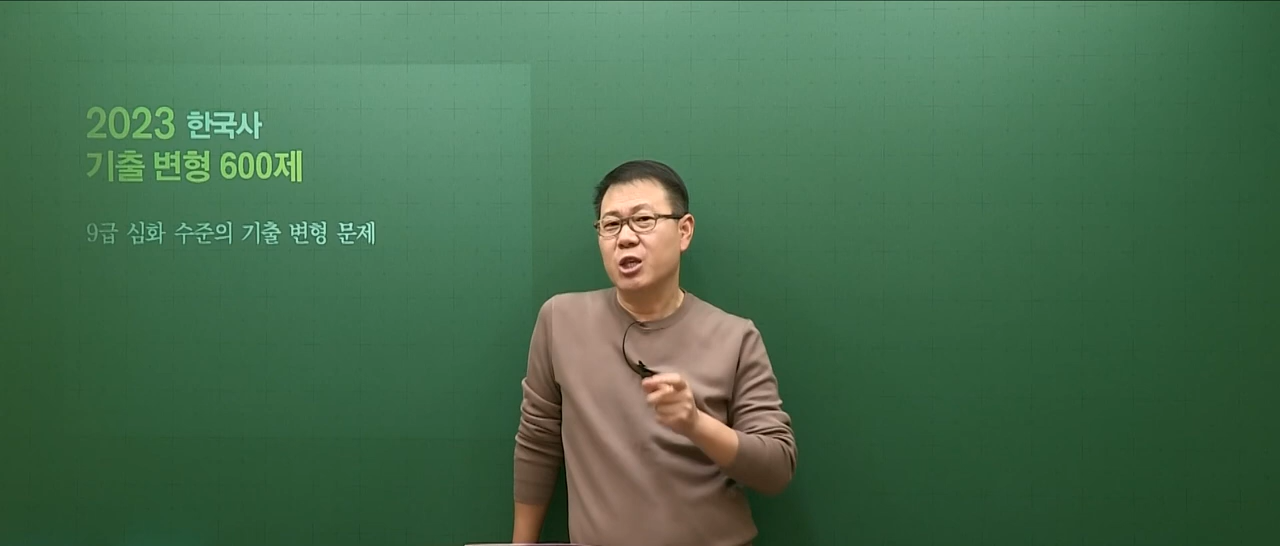 2023 한국사
기출 변형 600제
9급 심화 수준의 기출 변형 문제